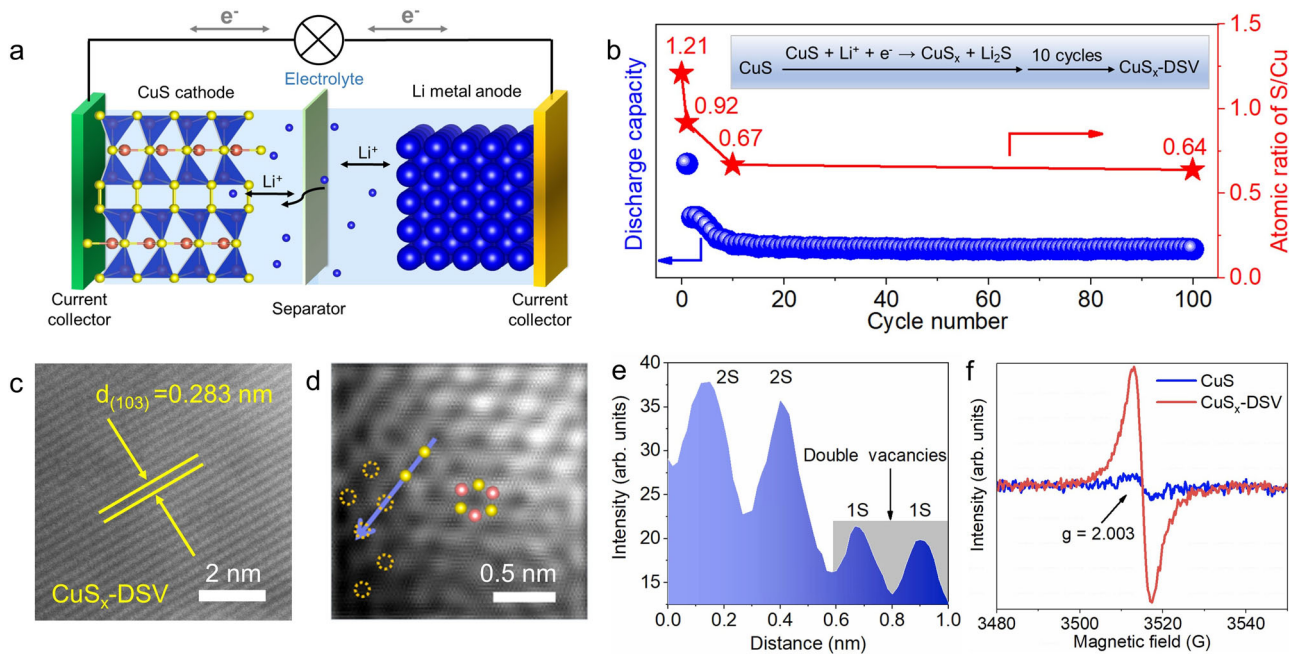 a
e⁻
e⁻
Electrolyte
CuS cathode
Li metal anode
Li⁺
Li⁺
Current
collector
Separator
Current
collector
b
Discharge capacity
CuS
CuS + Li⁺ + e⁻ → CuSₓ + Li₂S
10 cycles
CuSₓ-DSV
1.21
0.92
0.67
0.64
1.5
1.0
0.5
0.0
Atomic ratio of S/Cu
0 20 40 60 80 100
Cycle number
c
d₍₁₀₃₎ =0.283 nm
CuSₓ-DSV
2 nm
d
0.5 nm
e
Intensity (arb. units)
40
35
30
25
20
15
2S
2S
Double vacancies
1S
1S
0.0 0.2 0.4 0.6 0.8 1.0
Distance (nm)
f
Intensity (arb. units)
CuS
CuSₓ-DSV
g = 2.003
3480 3510 3540
Magnetic field (G)